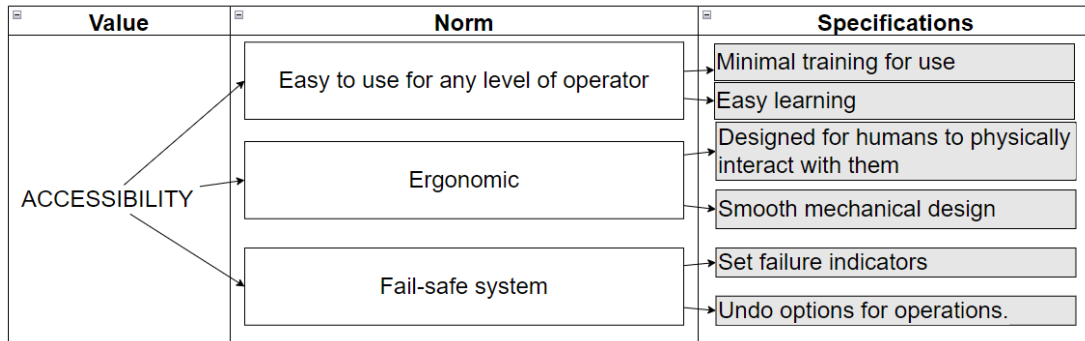 Value
Norm
Specifications
ACCESSIBILITY
Easy to use for any level of operator
Minimal training for use
Easy learning
Ergonomic
Designed for humans to physically
interact with them
Smooth mechanical design
Fail-safe system
Set failure indicators
Undo options for operations.